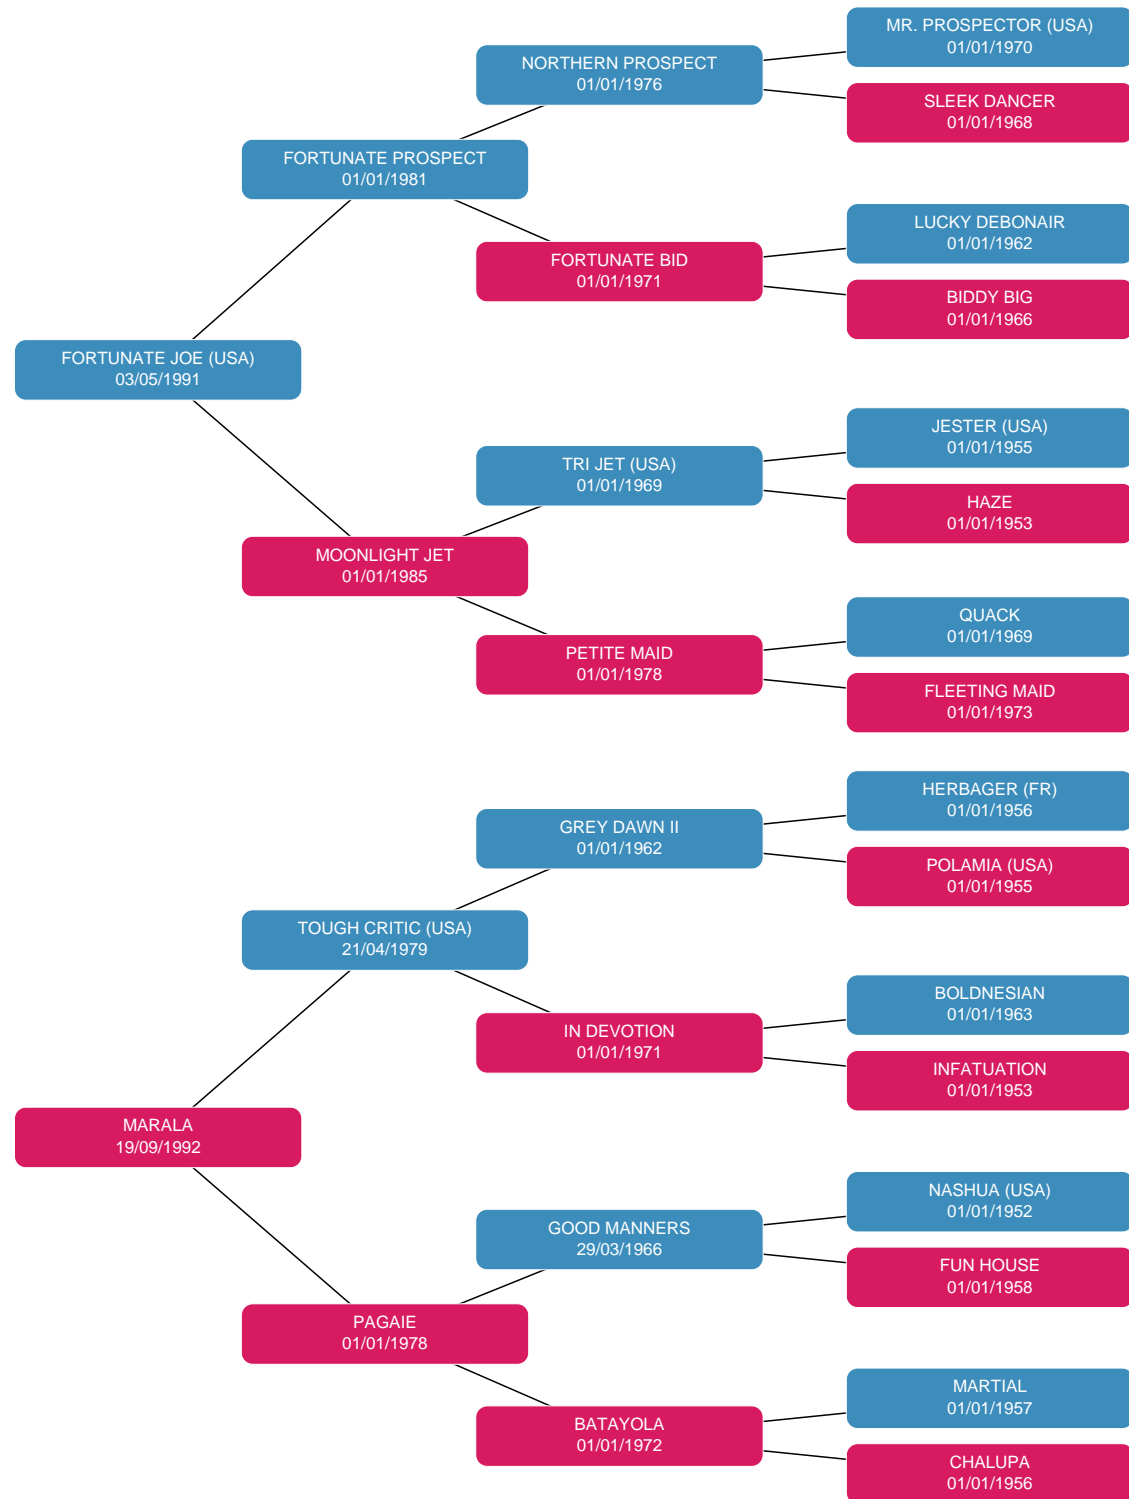 MR. PROSPECTOR (USA)
01/01/1970
NORTHERN PROSPECT
01/01/1976
SLEEK DANCER
01/01/1968
FORTUNATE PROSPECT
01/01/1981
LUCKY DEBONAIR
01/01/1962
FORTUNATE BID
01/01/1971
BIDDY BIG
01/01/1966
FORTUNATE JOE (USA)
03/05/1991
JESTER (USA)
01/01/1955
TRI JET (USA)
01/01/1969
HAZE
01/01/1953
MOONLIGHT JET
01/01/1985
QUACK
01/01/1969
PETITE MAID
01/01/1978
FLEETING MAID
01/01/1973
HERBAGER (FR)
01/01/1956
GREY DAWN II
01/01/1962
POLAMIA (USA)
01/01/1955
TOUGH CRITIC (USA)
21/04/1979
BOLDNESIAN
01/01/1963
IN DEVOTION
01/01/1971
INFATUATION
01/01/1953
MARALA
19/09/1992
NASHUA (USA)
01/01/1952
GOOD MANNERS
29/03/1966
FUN HOUSE
01/01/1958
PAGAIE
01/01/1978
MARTIAL
01/01/1957
BATAYOLA
01/01/1972
CHALUPA
01/01/1956